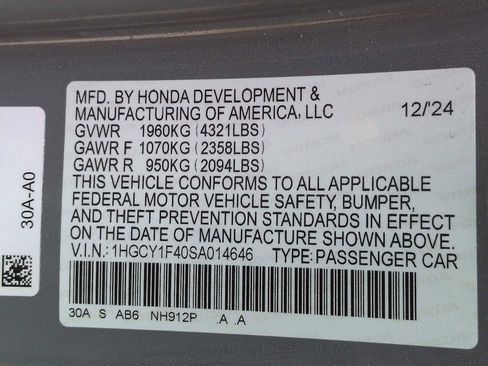 MFD. BY HONDA DEVELOPMENT &
MANUFACTURING OF AMERICA, LLC 12/'24
GVWR 1960KG (4321LBS)
GAWR F 1070KG (2358LBS)
GAWR R 950KG (2094LBS)
THIS VEHICLE CONFORMS TO ALL APPLICABLE
FEDERAL MOTOR VEHICLE SAFETY, BUMPER,
AND THEFT PREVENTION STANDARDS IN EFFECT
ON THE DATE OF MANUFACTURE SHOWN ABOVE.
V.I.N.:1HGCY1F40SA014646 TYPE:PASSENGER CAR
30A S AB6 NH912P .A .A
30A-A0